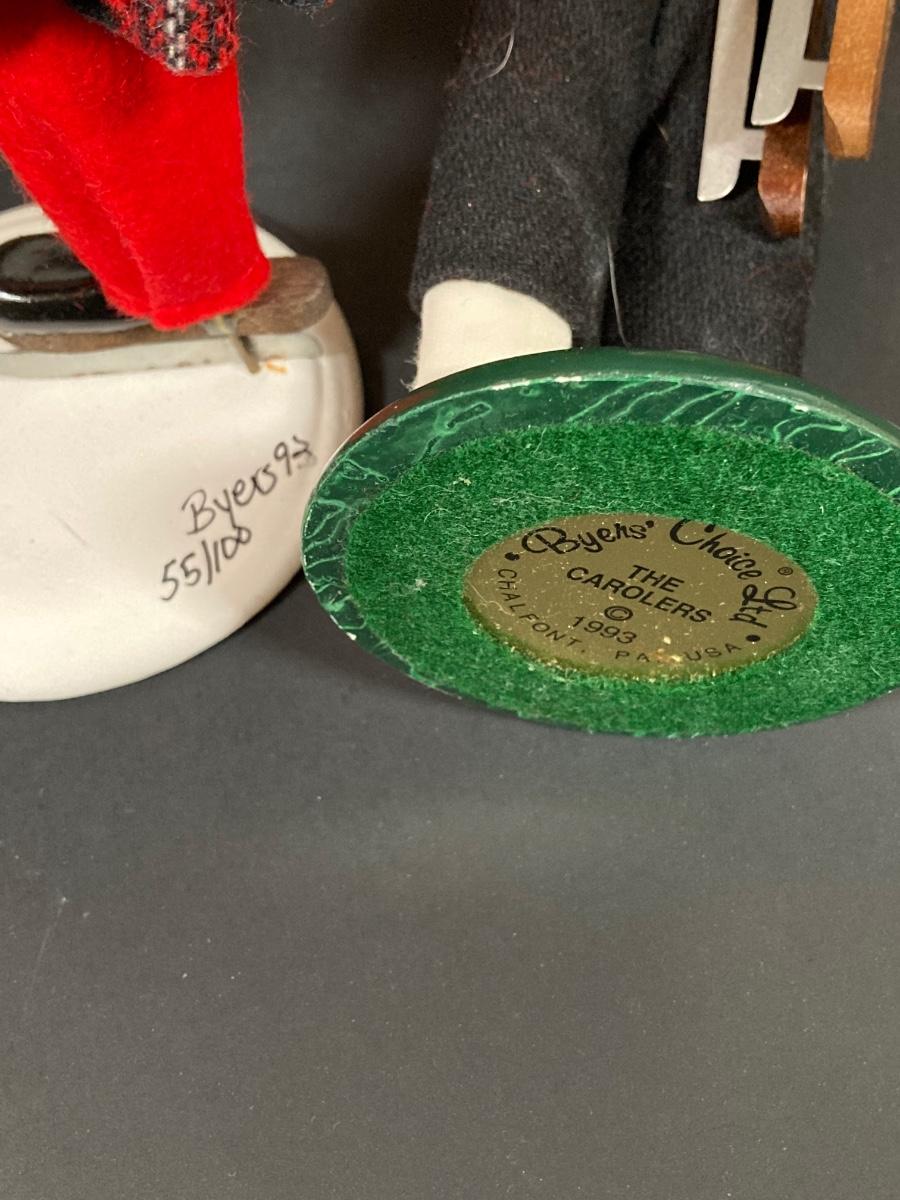 Byers 93
55/100
Byers' Choice Ltd ®
THE
CAROLERS
©
1993
CHALFONT, PA USA